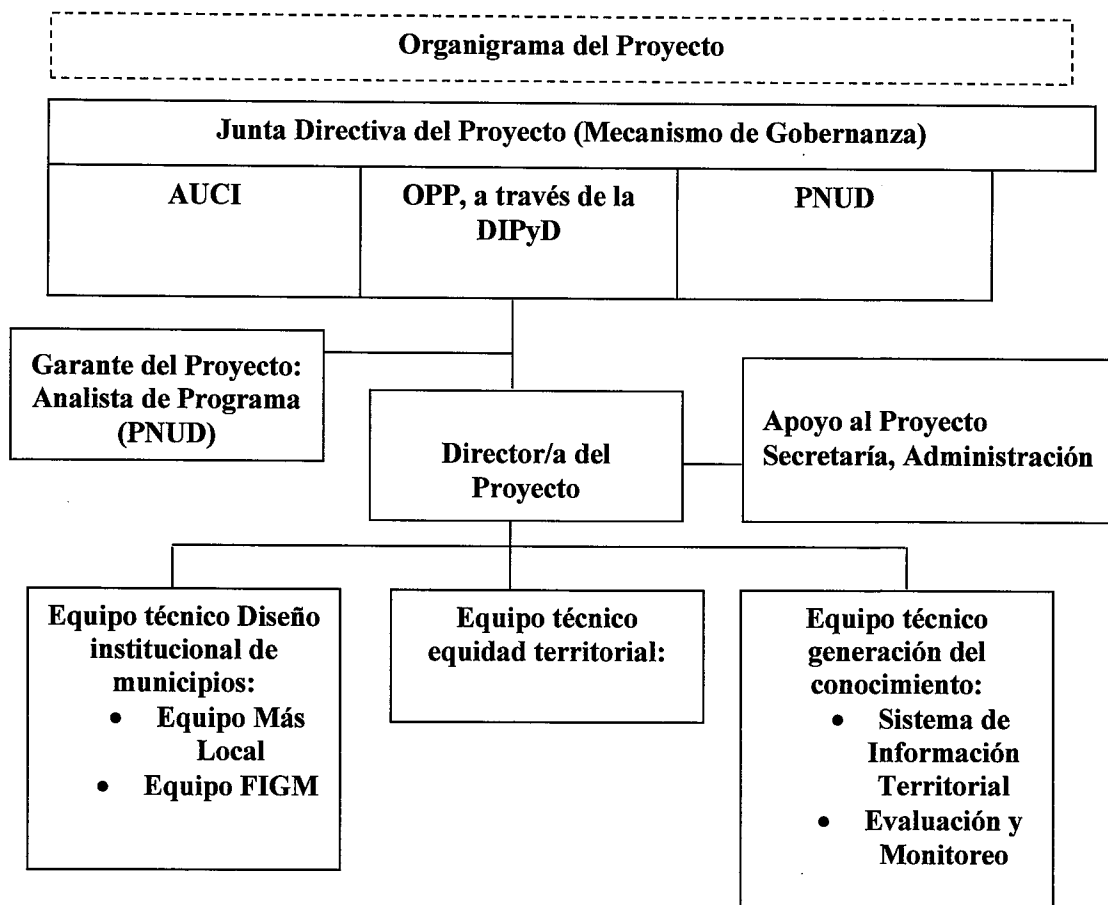 Organigrama del Proyecto
Junta Directiva del Proyecto (Mecanismo de Gobernanza)
AUCI
OPP, a través de la
DIPyD
PNUD
Garante del Proyecto:
Analista de Programa
(PNUD)
Director/a del
Proyecto
Apoyo al Proyecto
Secretaría, Administración
Equipo técnico Diseño
institucional de
municipios:
• Equipo Más
Local
• Equipo FIGM
Equipo técnico
equidad territorial:
Equipo técnico
generación del
conocimiento:
• Sistema de
Información
Territorial
• Evaluación y
Monitoreo